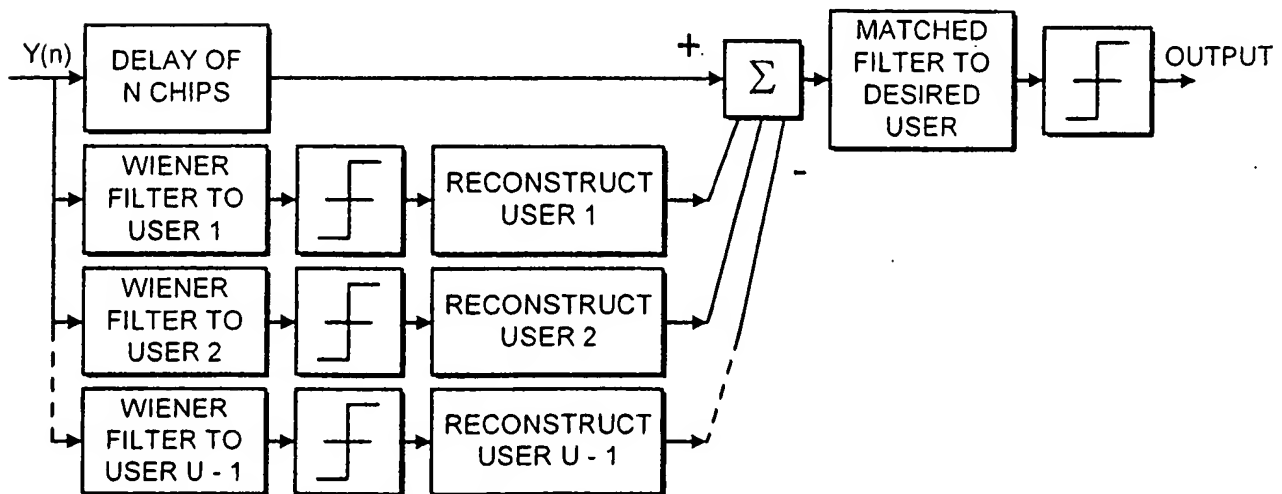 Y(n)
DELAY OF
N CHIPS
+
Σ
MATCHED
FILTER TO
DESIRED
USER
OUTPUT
-
WIENER
FILTER TO
USER 1
RECONSTRUCT
USER 1
WIENER
FILTER TO
USER 2
RECONSTRUCT
USER 2
WIENER
FILTER TO
USER U - 1
RECONSTRUCT
USER U - 1